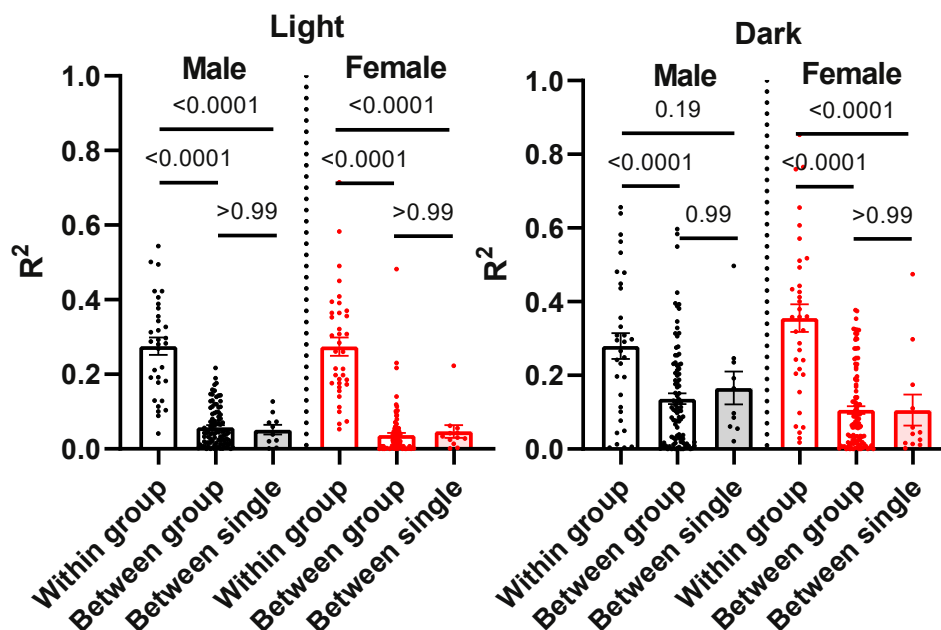 Light
Male
Female
R²
1.0
0.8
0.6
0.4
0.2
0.0
<0.0001
<0.0001
>0.99
<0.0001
<0.0001
>0.99
Within group
Between group
Between single
Within group
Between group
Between single
Dark
Male
Female
R²
1.0
0.8
0.6
0.4
0.2
0.0
0.19
<0.0001
0.99
<0.0001
<0.0001
>0.99
Within group
Between group
Between single
Within group
Between group
Between single